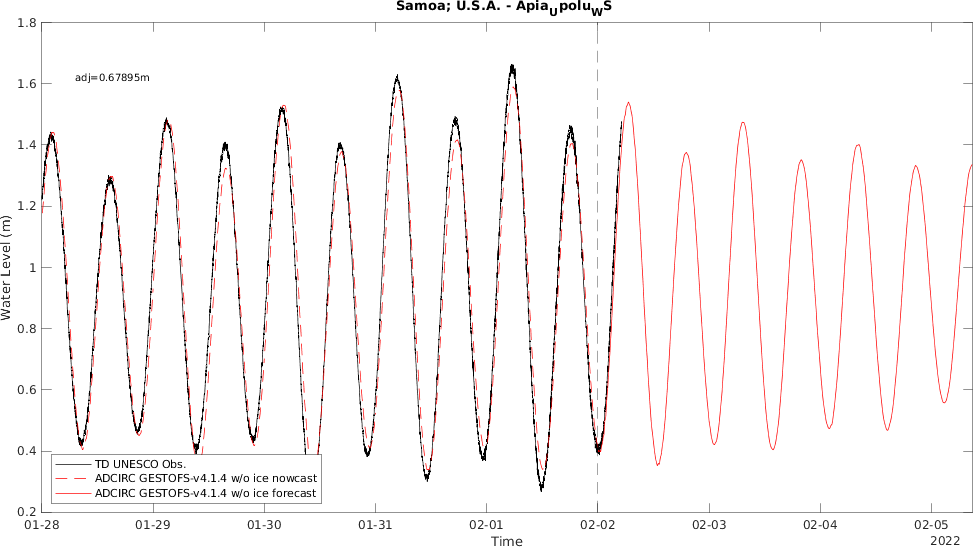 Samoa; U.S.A. - Apia_Upolu_WS
1.8
adj=0.67895m
1.6
1.4
1.2
1
0.8
0.6
0.4
0.2
Water Level (m)
TD UNESCO Obs.
ADCIRC GESTOFS-v4.1.4 w/o ice nowcast
ADCIRC GESTOFS-v4.1.4 w/o ice forecast
01-28 01-29 01-30 01-31 02-01 02-02 02-03 02-04 02-05
Time
2022